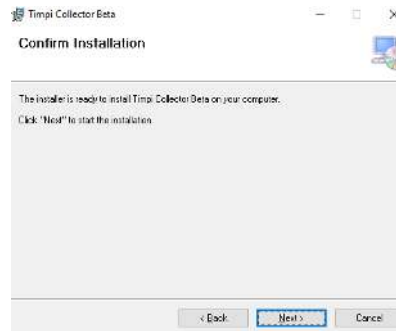 Timpi Collector Beta
Confirm Installation
The installer is ready to install Timpi Collector Beta on your computer.
Click "Next" to start the installation.
< Back
Next >
Cancel